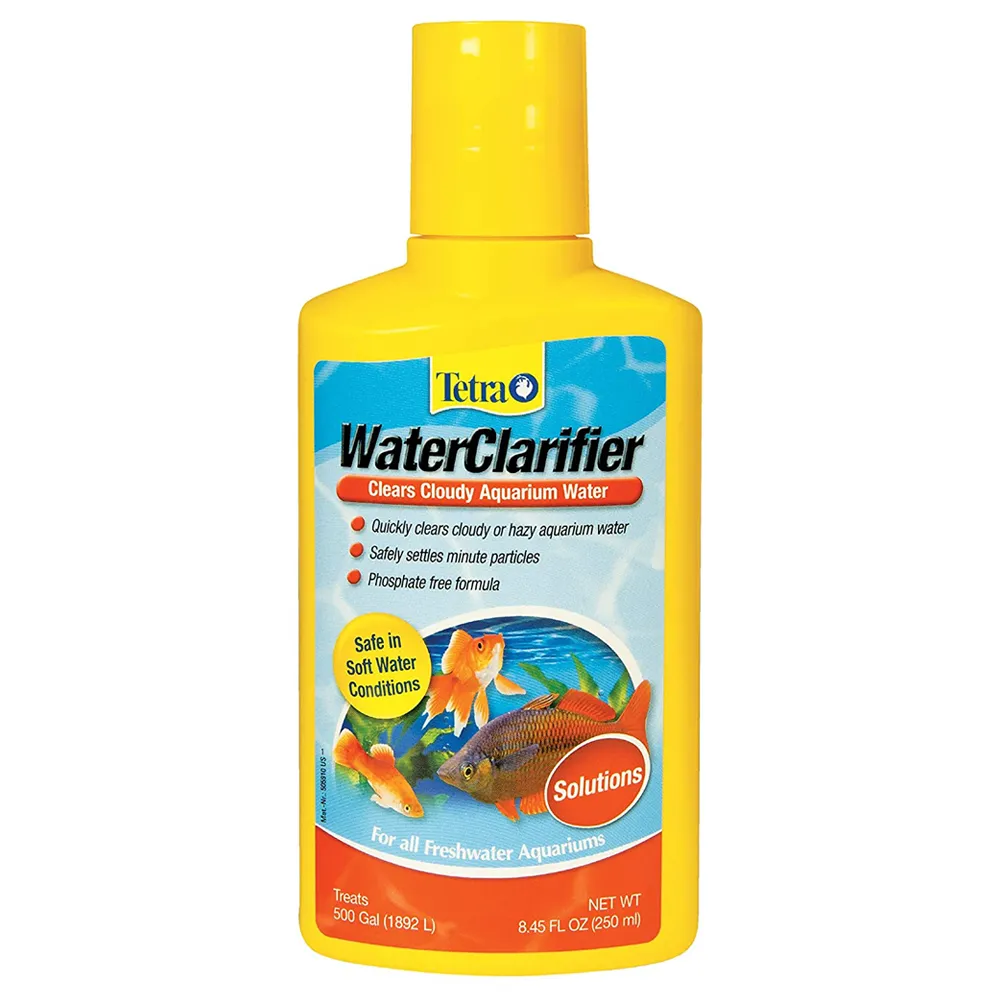 Tetra
WaterClarifier
Clears Cloudy Aquarium Water
Quickly clears cloudy or hazy aquarium water
Safely settles minute particles
Phosphate free formula
Safe in
Soft Water
Conditions
Solutions
For all Freshwater Aquariums
Treats
500 Gal (1892 L)
NET WT
8.45 FL OZ (250 ml)